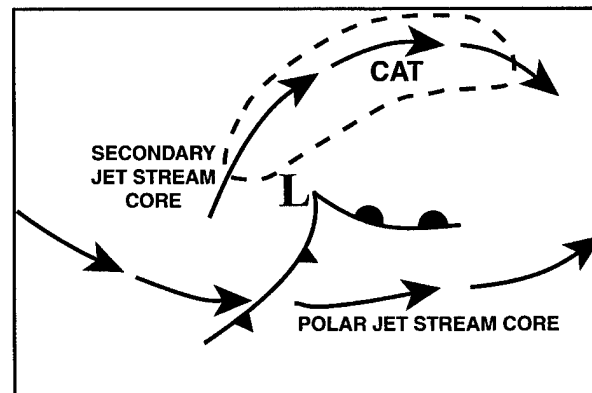 CAT
SECONDARY
JET STREAM
CORE
L
POLAR JET STREAM CORE